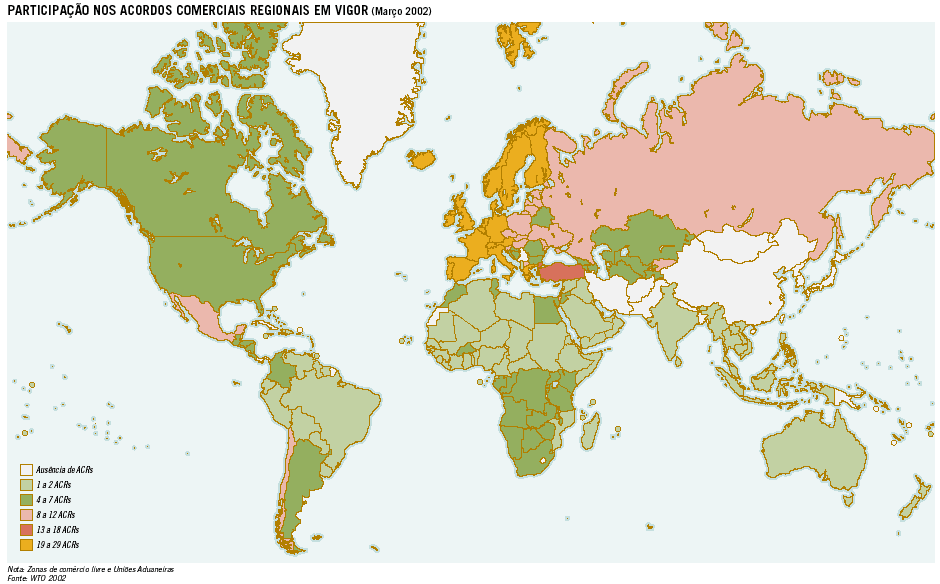 PARTICIPAÇÃO NOS ACORDOS COMERCIAIS REGIONAIS EM VIGOR (Março 2002)
Ausência de ACRs
1 a 2 ACRs
4 a 7 ACRs
8 a 12 ACRs
13 a 18 ACRs
19 a 29 ACRs
Nota: Zonas de comércio livre e Uniões Aduaneiras
Fonte: WTO 2002